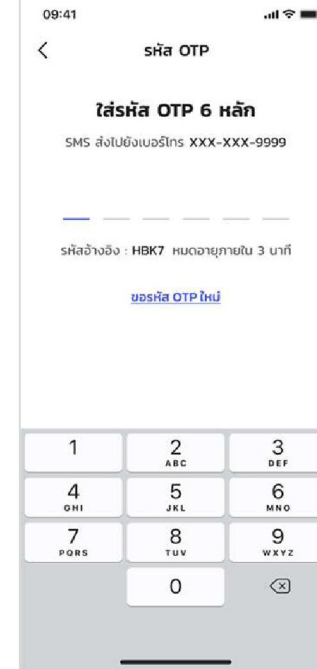 09:41
รหัส OTP
ใส่รหัส OTP 6 หลัก
SMS ส่งไปยังเบอร์โทร XXX-XXX-9999
รหัสอ้างอิง : HBK7 หมดอายุภายใน 3 นาที
ขอรหัส OTP ใหม่
1 2 3
ABC DEF
4 5 6
GHI JKL MNO
7 8 9
PQRS TUV WXYZ
0